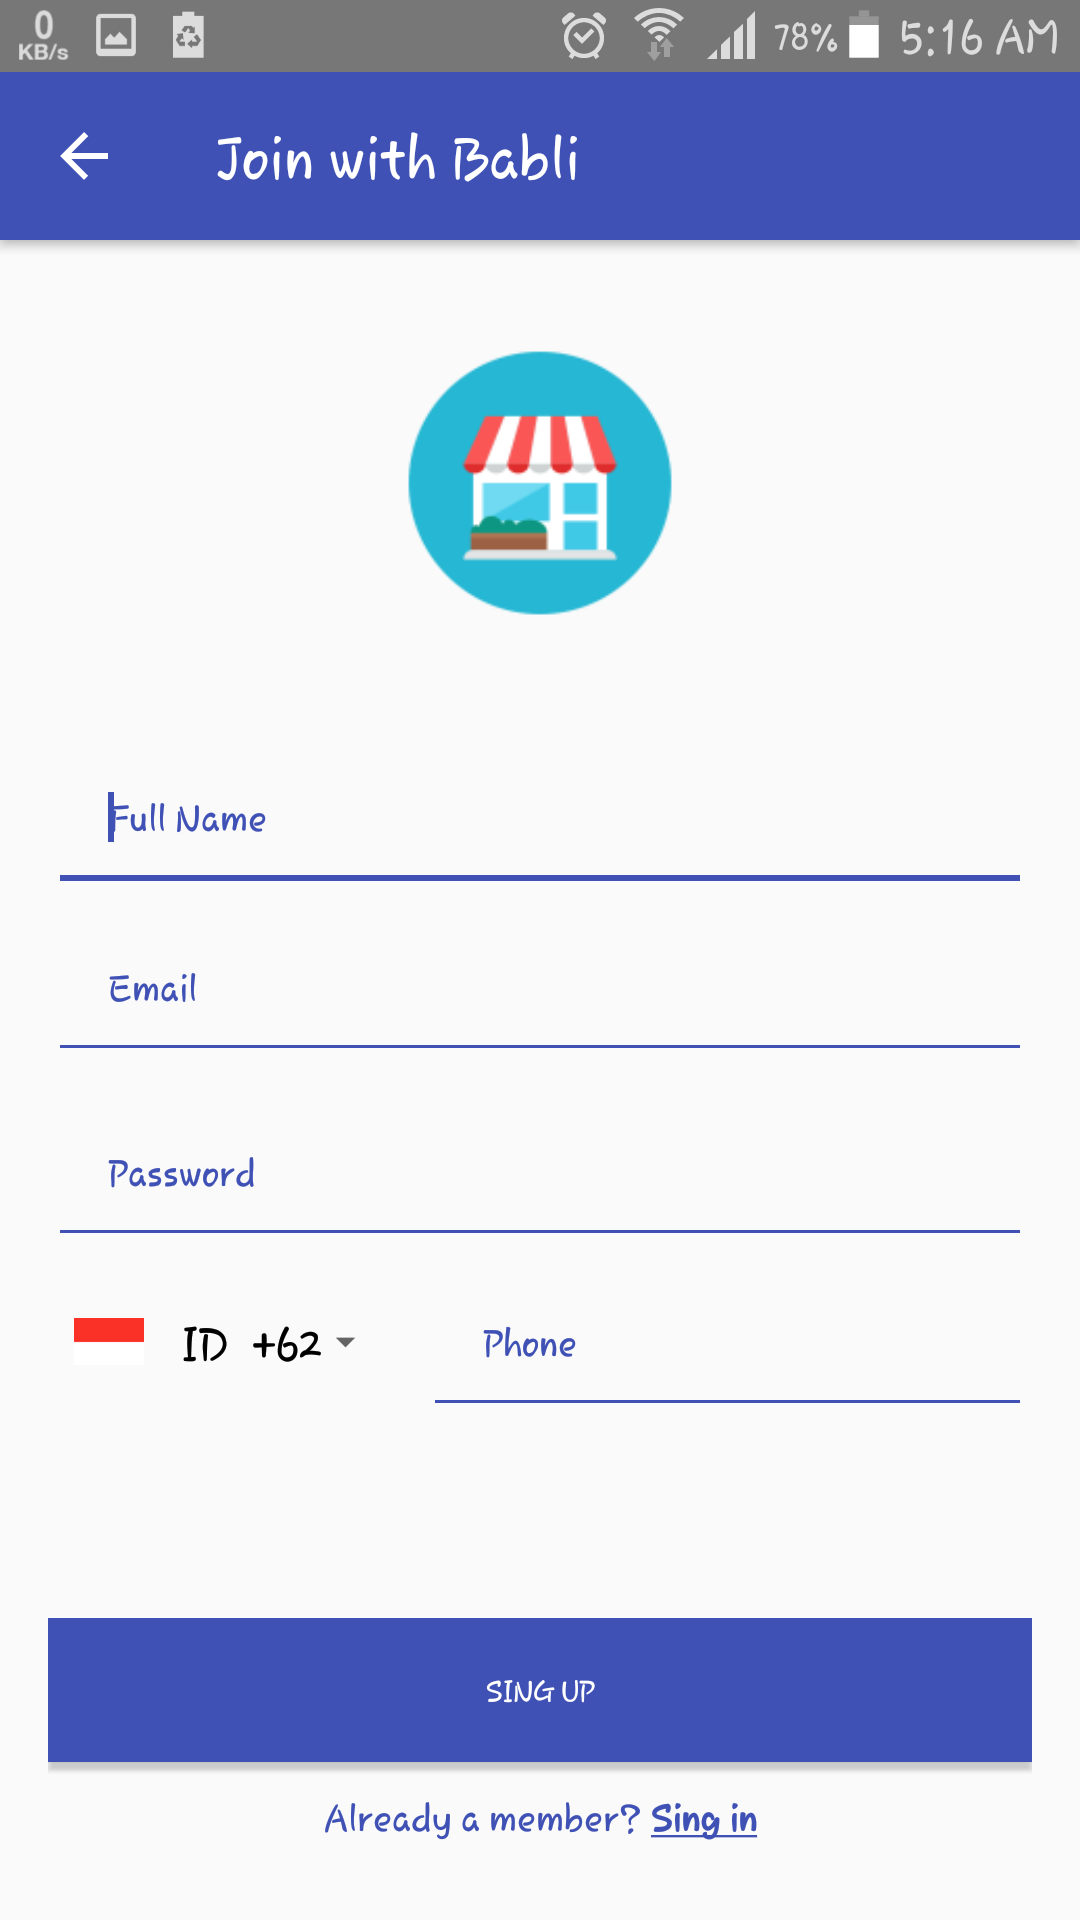 0
KB/s
78%
5:16 AM
Join with Babli
Full Name
Email
Password
ID +62
Phone
SING UP
Already a member? Sing in